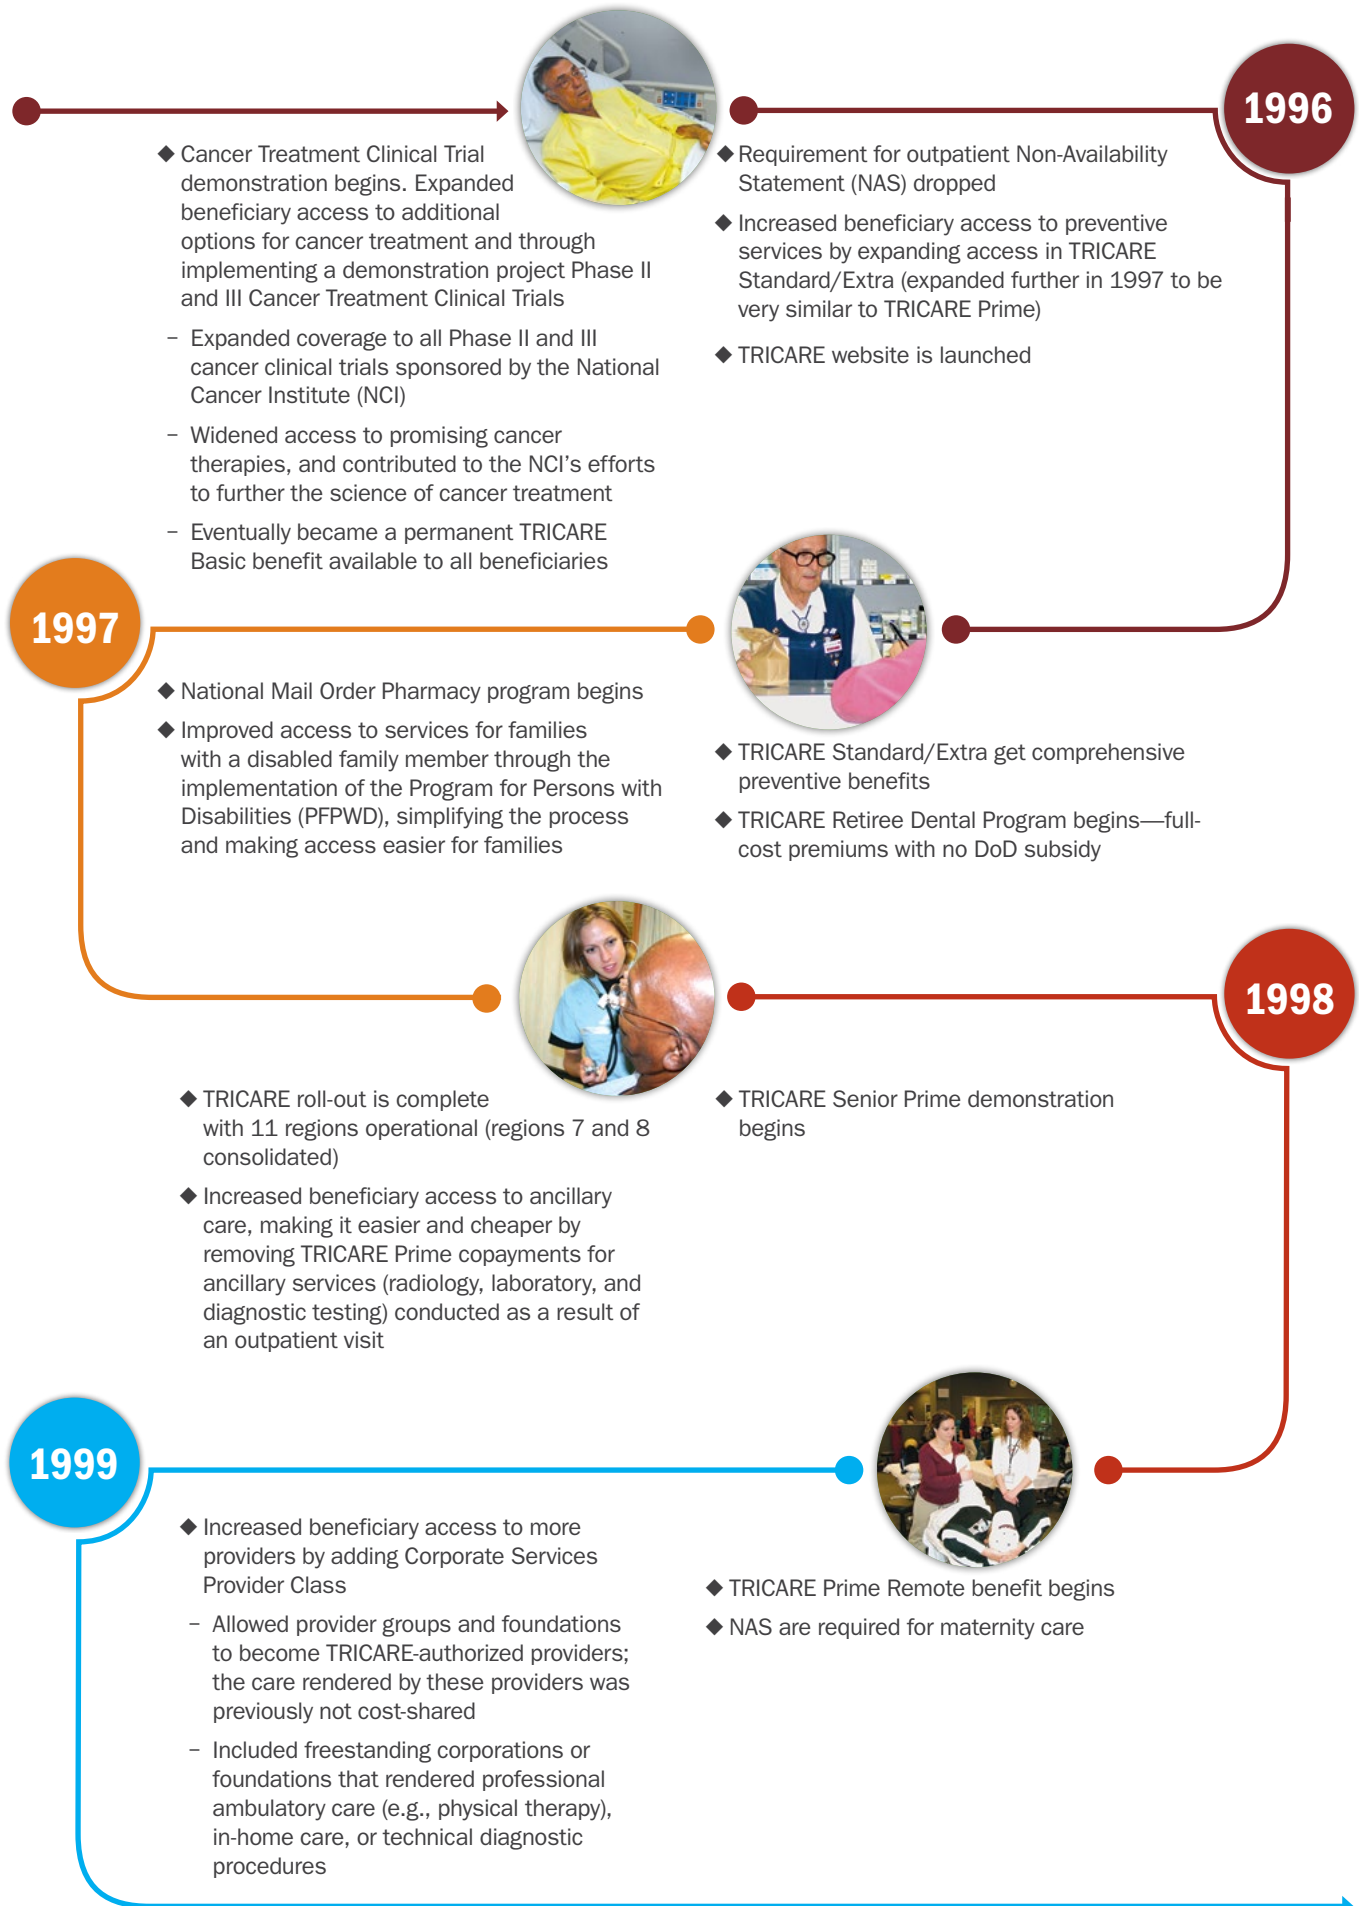 1996
◆ Cancer Treatment Clinical Trial
demonstration begins. Expanded
beneficiary access to additional
options for cancer treatment and through
implementing a demonstration project Phase II
and III Cancer Treatment Clinical Trials
– Expanded coverage to all Phase II and III
cancer clinical trials sponsored by the National
Cancer Institute (NCI)
– Widened access to promising cancer
therapies, and contributed to the NCI’s efforts
to further the science of cancer treatment
– Eventually became a permanent TRICARE
Basic benefit available to all beneficiaries
◆ Requirement for outpatient Non-Availability
Statement (NAS) dropped
◆ Increased beneficiary access to preventive
services by expanding access in TRICARE
Standard/Extra (expanded further in 1997 to be
very similar to TRICARE Prime)
◆ TRICARE website is launched
1997
◆ National Mail Order Pharmacy program begins
◆ Improved access to services for families
with a disabled family member through the
implementation of the Program for Persons with
Disabilities (PFPWD), simplifying the process
and making access easier for families
◆ TRICARE Standard/Extra get comprehensive
preventive benefits
◆ TRICARE Retiree Dental Program begins—full-
cost premiums with no DoD subsidy
1998
◆ TRICARE roll-out is complete
with 11 regions operational (regions 7 and 8
consolidated)
◆ Increased beneficiary access to ancillary
care, making it easier and cheaper by
removing TRICARE Prime copayments for
ancillary services (radiology, laboratory, and
diagnostic testing) conducted as a result of
an outpatient visit
◆ TRICARE Senior Prime demonstration
begins
1999
◆ Increased beneficiary access to more
providers by adding Corporate Services
Provider Class
– Allowed provider groups and foundations
to become TRICARE-authorized providers;
the care rendered by these providers was
previously not cost-shared
– Included freestanding corporations or
foundations that rendered professional
ambulatory care (e.g., physical therapy),
in-home care, or technical diagnostic
procedures
◆ TRICARE Prime Remote benefit begins
◆ NAS are required for maternity care